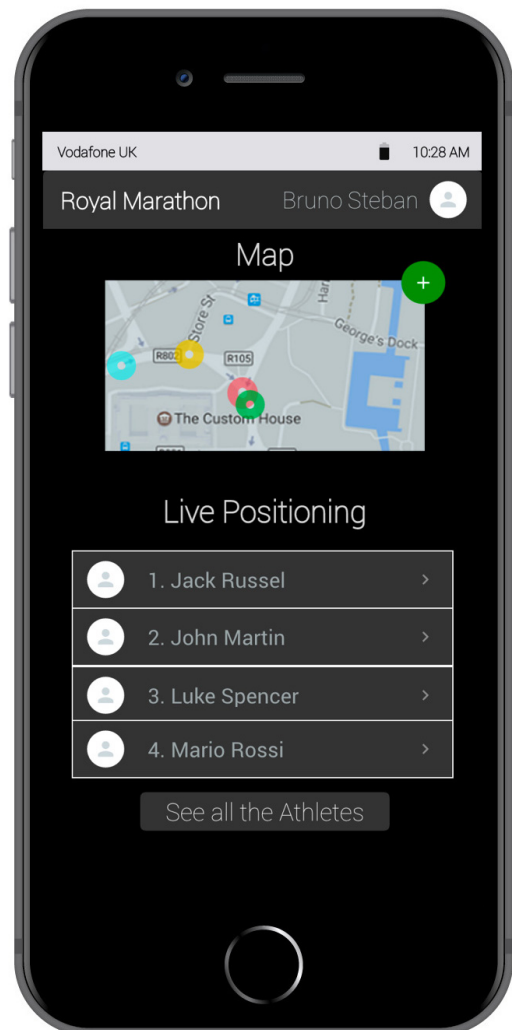 Vodafone UK 10:28 AM
Royal Marathon Bruno Steban
Map
+
Store St
Har
George's Dock
R802
R105
The Custom House
Live Positioning
1. Jack Russel
2. John Martin
3. Luke Spencer
4. Mario Rossi
See all the Athletes